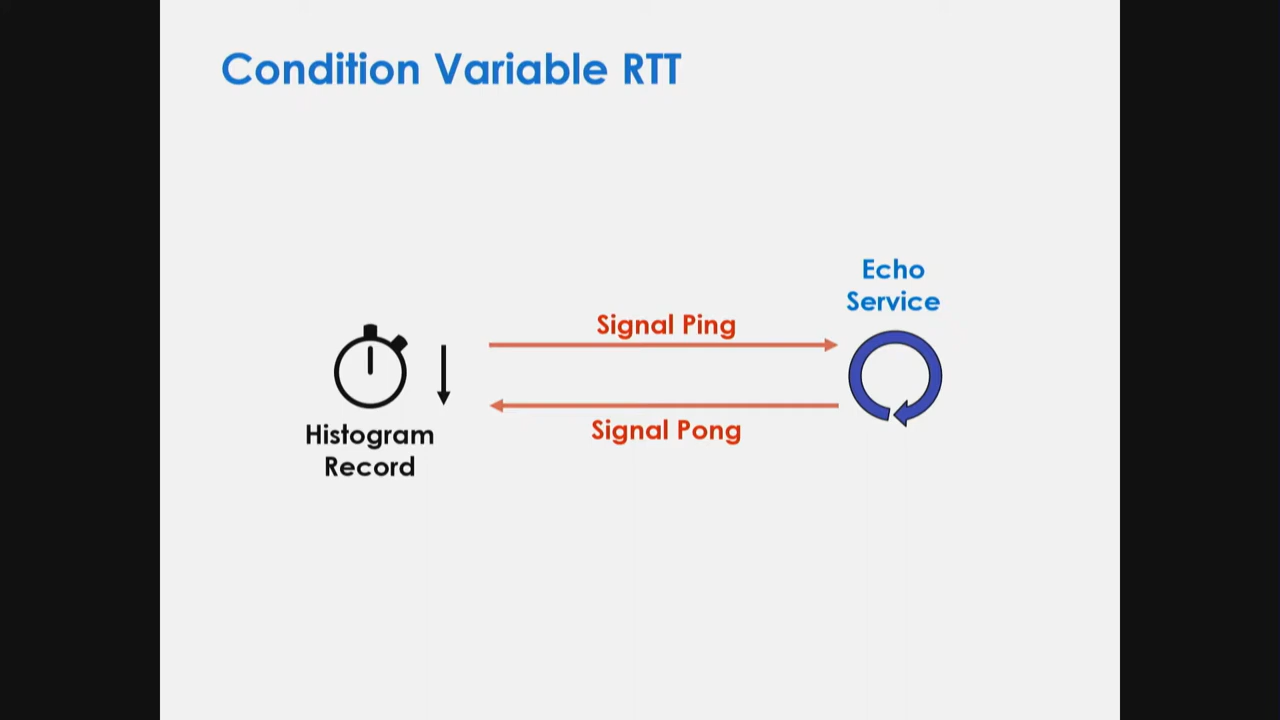 Condition Variable RTT
Echo
Service
Signal Ping
Signal Pong
Histogram
Record